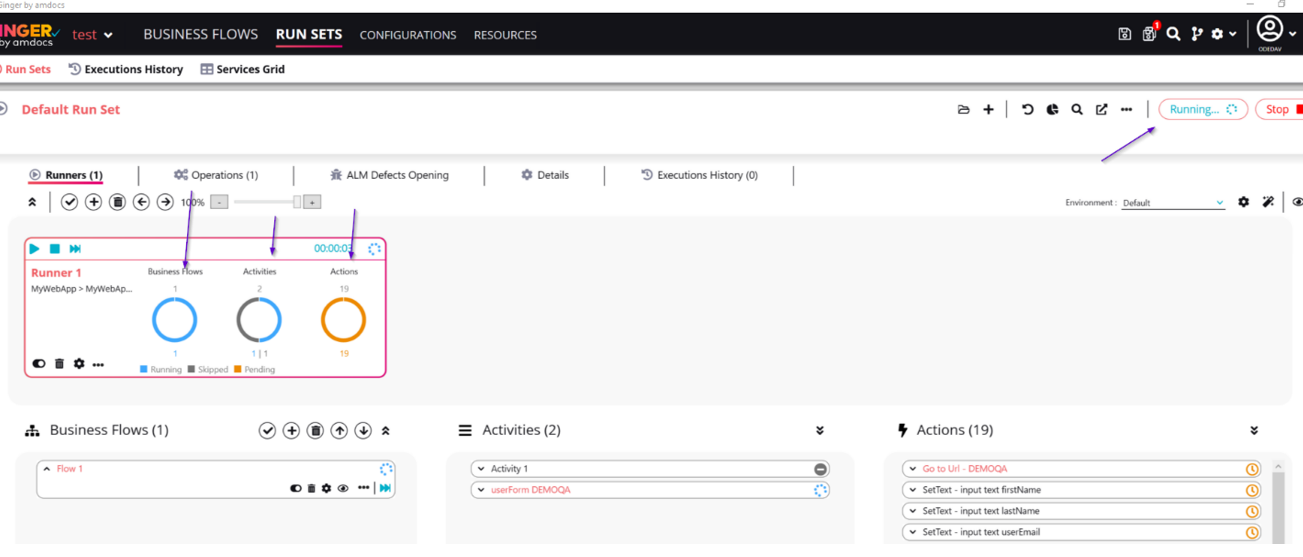 Ginger by amdocs
INGER
by amdocs
test
BUSINESS FLOWS
RUN SETS
CONFIGURATIONS
RESOURCES
1
ODEDAV
Run Sets
Executions History
Services Grid
Default Run Set
Running...
Stop
Runners (1)
Operations (1)
ALM Defects Opening
Details
Executions History (0)
100%
-
+
Environment :
Default
00:00:03
Runner 1
MyWebApp > MyWebAp...
Business Flows
Activities
Actions
1
2
19
1
1 | 1
19
Running
Skipped
Pending
Business Flows (1)
Activities (2)
Actions (19)
Flow 1
Activity 1
userForm DEMOQA
Go to Url - DEMOQA
SetText - input text firstName
SetText - input text lastName
SetText - input text userEmail